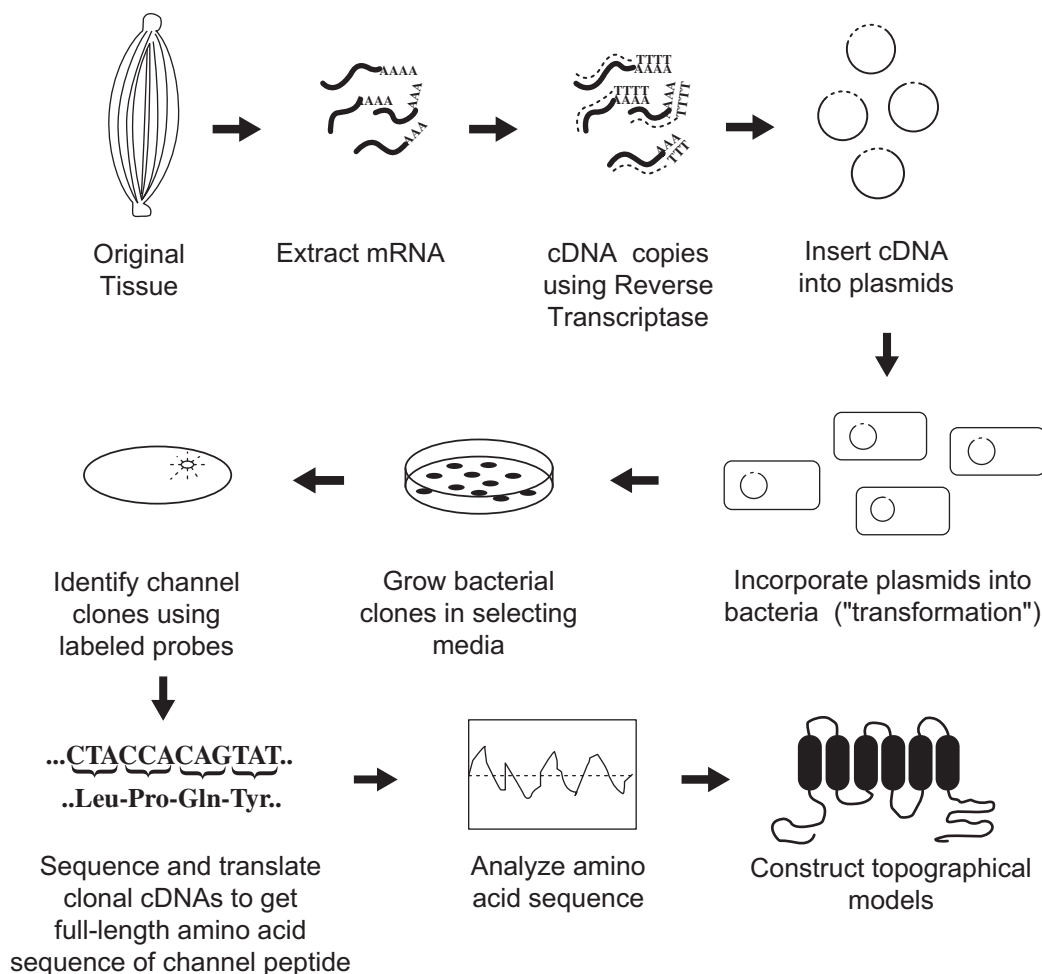 AAAA
AAAA
AAA
AAA
TTTT
AAAA
TTTT
AAAA
AAA
TTTT
AAA
TTT
Original
Tissue
Extract mRNA
cDNA copies
using Reverse
Transcriptase
Insert cDNA
into plasmids
Identify channel
clones using
labeled probes
Grow bacterial
clones in selecting
media
Incorporate plasmids into
bacteria ("transformation")
...CTACCACAGTAT..
..Leu-Pro-Gln-Tyr..
Sequence and translate
clonal cDNAs to get
full-length amino acid
sequence of channel peptide
Analyze amino
acid sequence
Construct topographical
models